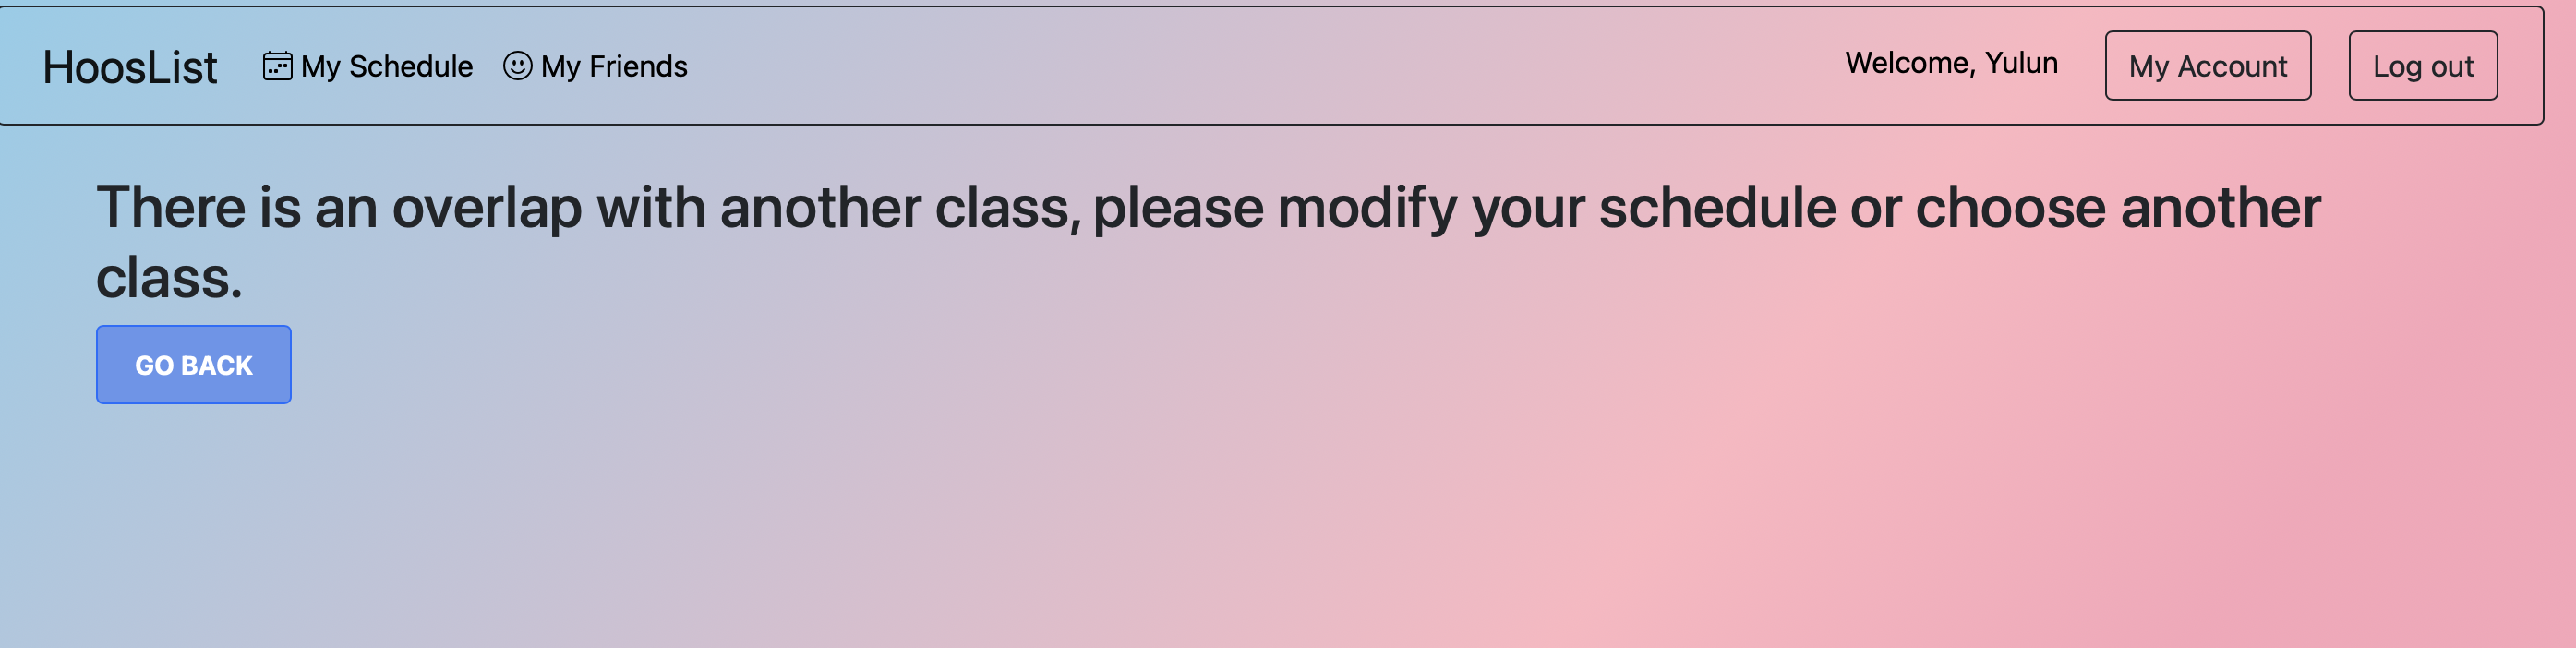 HoosList My Schedule My Friends Welcome, Yulun My Account Log out
There is an overlap with another class, please modify your schedule or choose another
class.
GO BACK